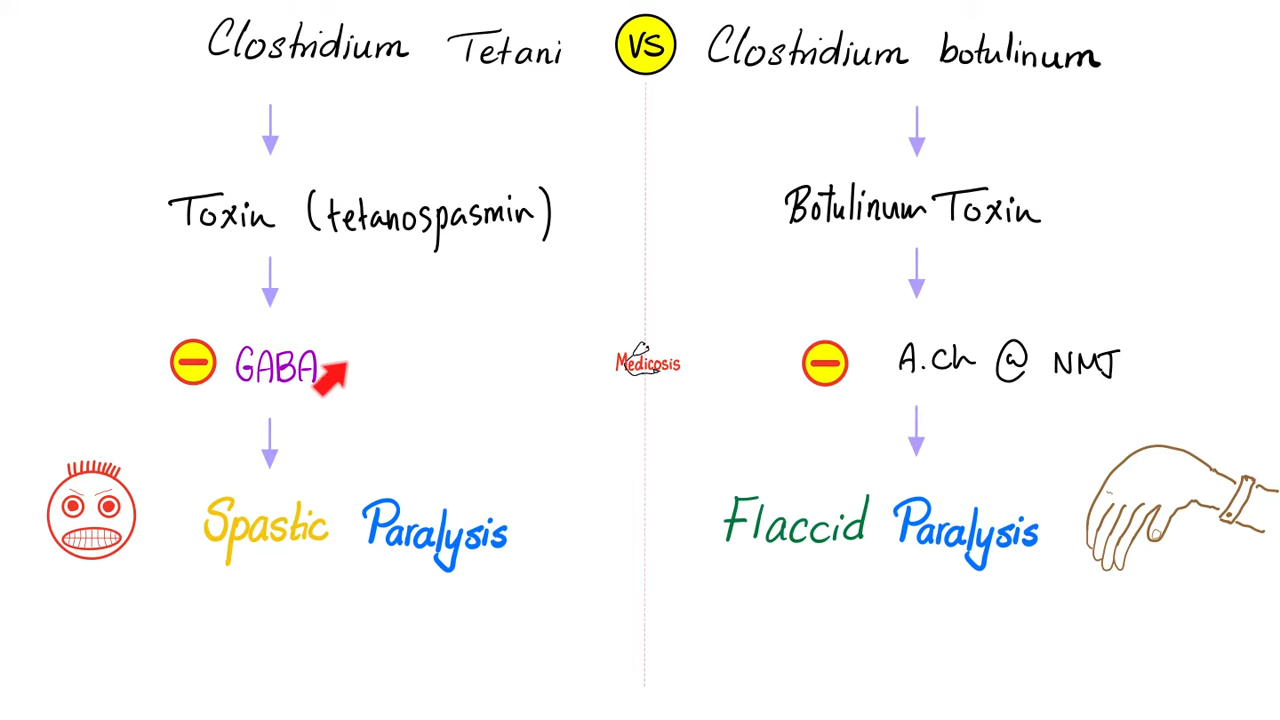 Clostridium Tetani
VS
Clostridium botulinum
Toxin (tetanospasmin)
Botulinum Toxin
GABA
Medicosis
A.Ch @ NMJ
Spastic Paralysis
Flaccid Paralysis